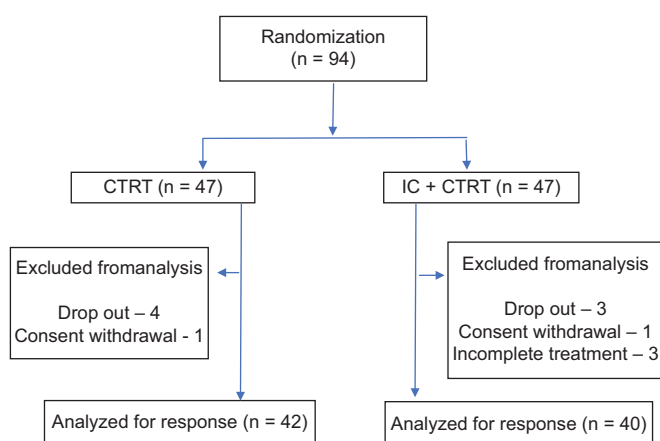 Randomization
(n = 94)
CTRT (n = 47)
IC + CTRT (n = 47)
Excluded fromanalysis
Drop out – 4
Consent withdrawal - 1
Excluded fromanalysis
Drop out – 3
Consent withdrawal – 1
Incomplete treatment – 3
Analyzed for response (n = 42)
Analyzed for response (n = 40)